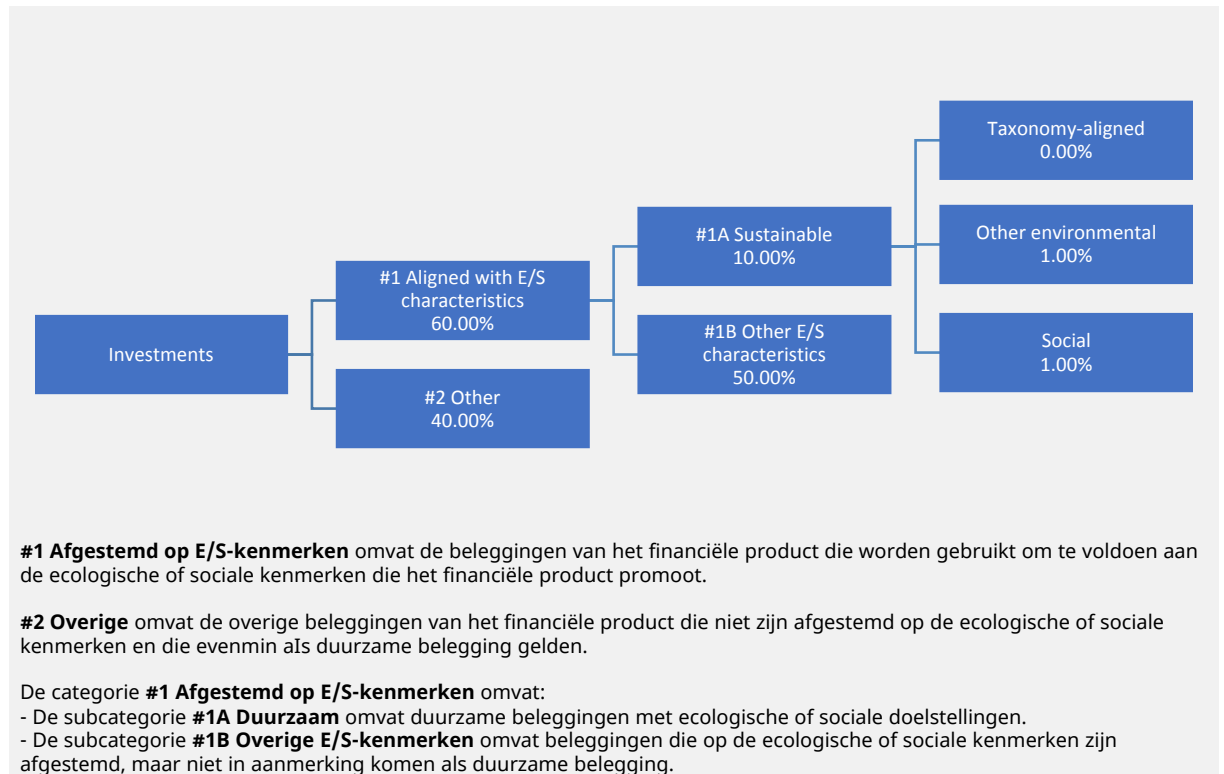 Taxonomy-aligned
0.00%
#1A Sustainable
10.00%
Other environmental
1.00%
#1 Aligned with E/S
characteristics
60.00%
Investments
#1B Other E/S
characteristics
50.00%
Social
1.00%
#2 Other
40.00%
#1 Afgestemd op E/S-kenmerken omvat de beleggingen van het financiële product die worden gebruikt om te voldoen aan
de ecologische of sociale kenmerken die het financiële product promoot.
#2 Overige omvat de overige beleggingen van het financiële product die niet zijn afgestemd op de ecologische of sociale
kenmerken en die evenmin aIs duurzame belegging gelden.
De categorie #1 Afgestemd op E/S-kenmerken omvat:
- De subcategorie #1A Duurzaam omvat duurzame beleggingen met ecologische of sociale doelstellingen.
- De subcategorie #1B Overige E/S-kenmerken omvat beleggingen die op de ecologische of sociale kenmerken zijn
afgestemd, maar niet in aanmerking komen als duurzame belegging.